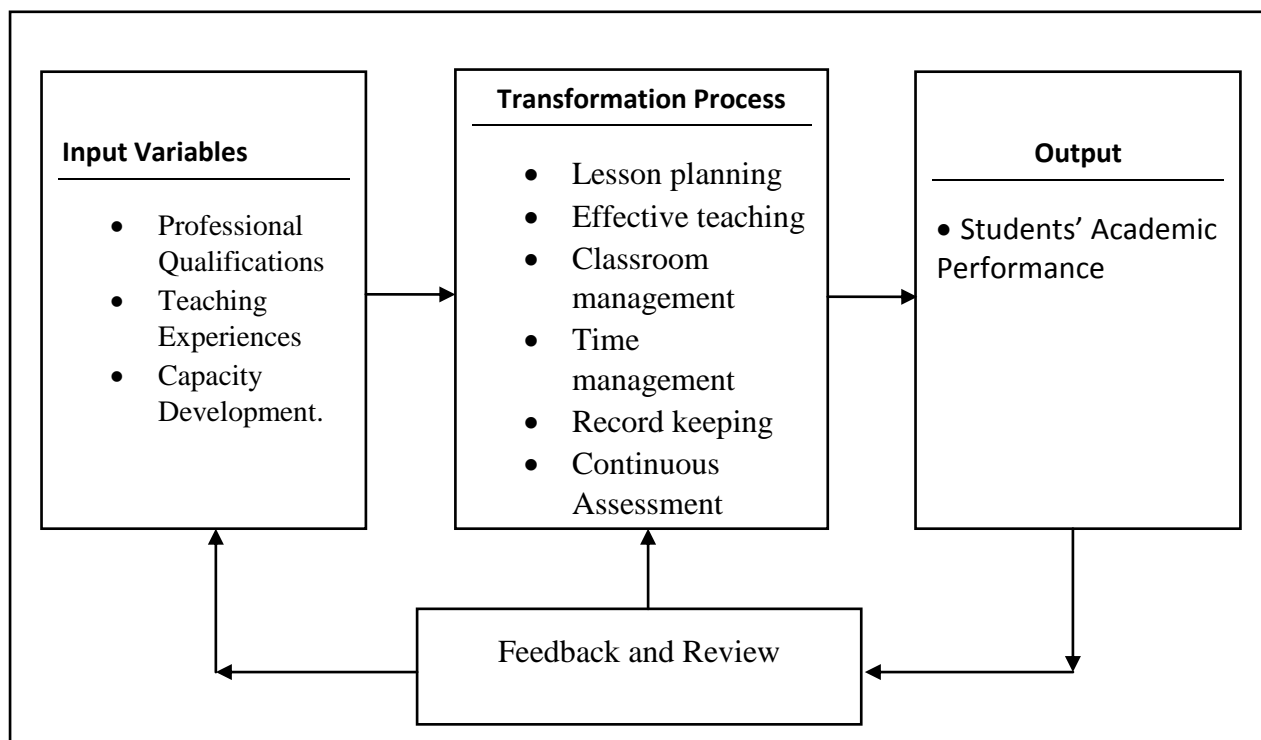 Input Variables
• Professional
Qualifications
• Teaching
Experiences
• Capacity
Development.
Transformation Process
• Lesson planning
• Effective teaching
• Classroom
management
• Time
management
• Record keeping
• Continuous
Assessment
Output
• Students’ Academic
Performance
Feedback and Review